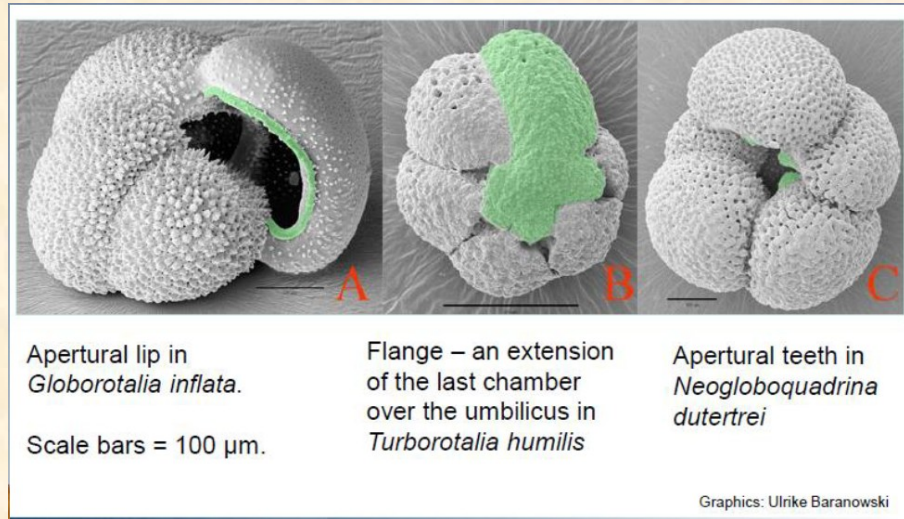 A
B
C
Apertural lip in
Globorotalia inflata.
Scale bars = 100 µm.
Flange – an extension
of the last chamber
over the umbilicus in
Turborotalia humilis
Apertural teeth in
Neogloboquadrina
dutertrei
Graphics: Ulrike Baranowski